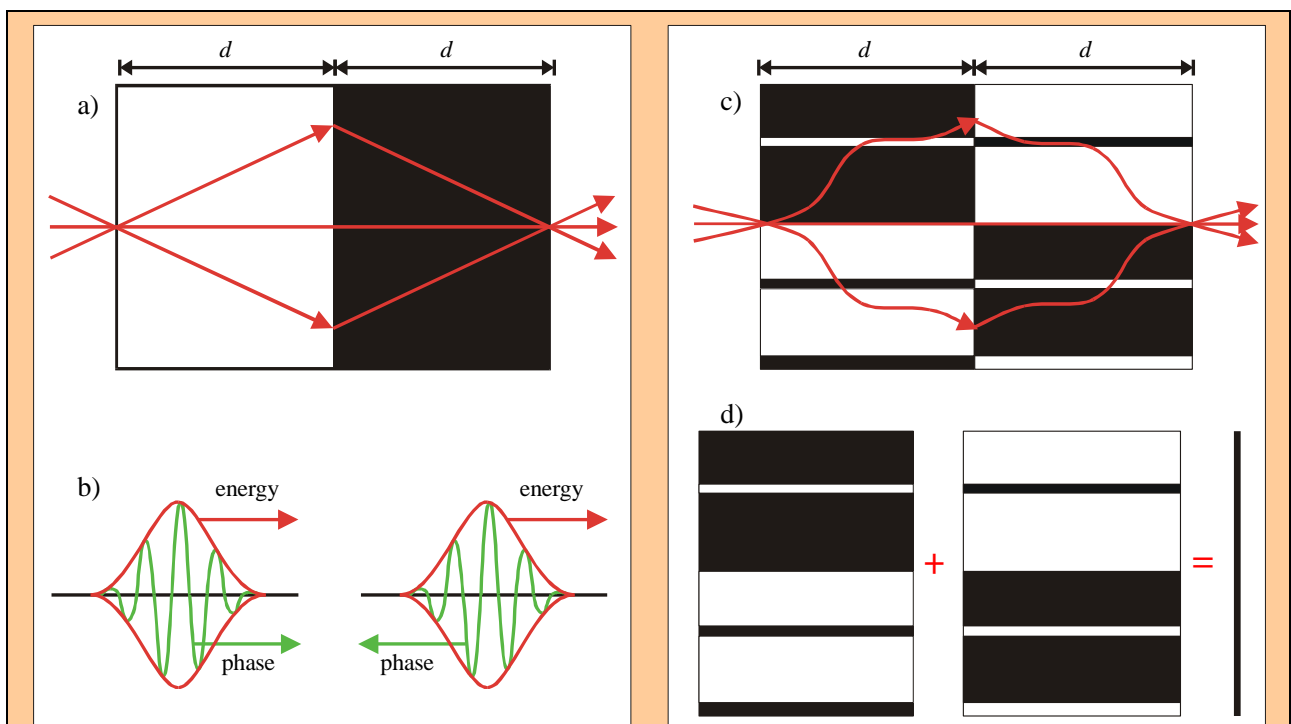 a)
d d
b)
energy
phase
energy
phase
c)
d d
d)
+ =